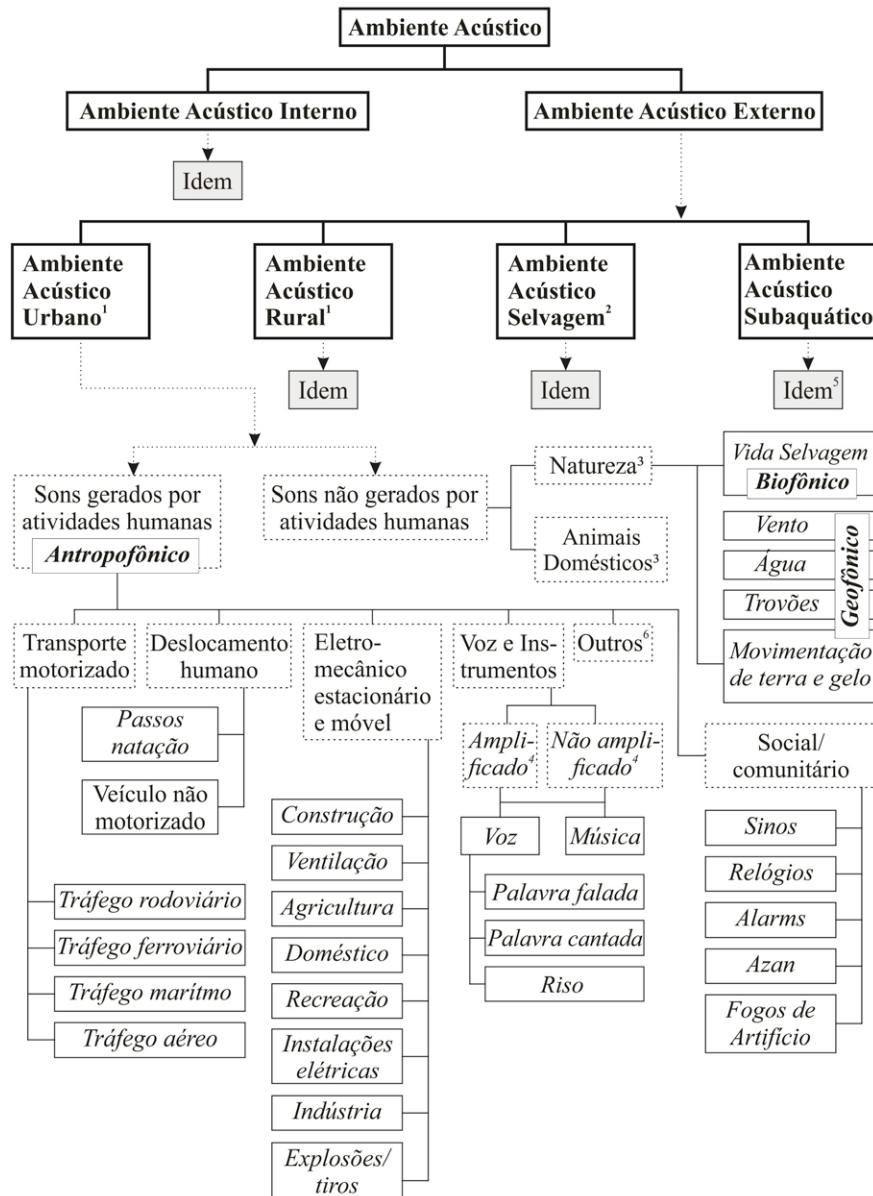 Ambiente Acústico
Ambiente Acústico Interno
Ambiente Acústico Externo
Idem
Ambiente
Acústico
Urbano¹
Ambiente
Acústico
Rural¹
Ambiente
Acústico
Selvagem²
Ambiente
Acústico
Subaquático
Idem
Idem
Idem⁵
Sons gerados por
atividades humanas
Antropofônico
Sons não gerados por
atividades humanas
Natureza³
Animais
Domésticos³
Vida Selvagem
Biofônico
Vento
Água
Trovões
Geofônico
Movimentação
de terra e gelo
Transporte
motorizado
Deslocamento
humano
Eletro-
mecânico
estacionário
e móvel
Voz e Ins-
trumentos
Outros⁶
Social/
comunitário
Passos
natação
Veículo não
motorizado
Tráfego rodoviário
Tráfego ferroviário
Tráfego marítmo
Tráfego aéreo
Construção
Ventilação
Agricultura
Doméstico
Recreação
Instalações
elétricas
Indústria
Explosões/
tiros
Ampli-
ficado⁴
Não ampli-
ficado⁴
Voz
Música
Palavra falada
Palavra cantada
Riso
Sinos
Relógios
Alarms
Azan
Fogos de
Artifício